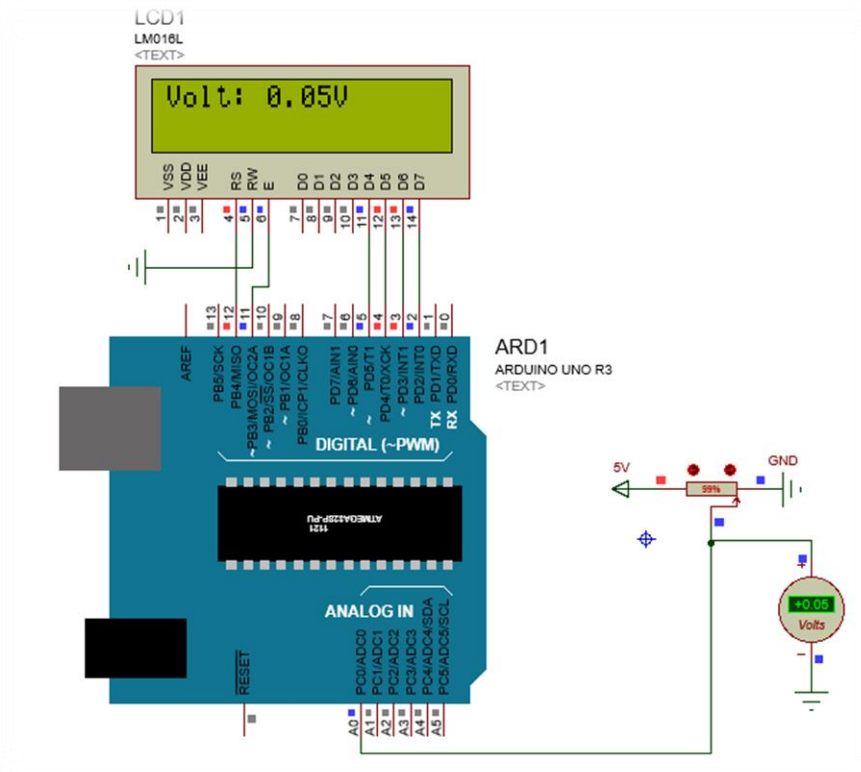 LCD1
LM016L
<TEXT>
Volt: 0.05V
VSS
VDD
VEE
RS
RW
E
D0
D1
D2
D3
D4
D5
D6
D7
1
2
3
4
5
6
7
8
9
10
11
12
13
14
13
12
11
10
9
8
7
6
5
4
3
2
1
0
AREF
PB5/SCK
PB4/MISO
~PB3/MOSI/OC2A
~PB2/SS/OC1B
~PB1/OC1A
PB0/ICP1/CLKO
PD7/AIN1
~PD6/AIN0
~PD5/T1
PD4/T0/XCK
~PD3/INT1
PD2/INT0
TX PD1/TXD
RX PD0/RXD
DIGITAL (~PWM)
ARD1
ARDUINO UNO R3
<TEXT>
1121
ATMEGA328P-PU
ANALOG IN
RESET
PC0/ADC0
PC1/ADC1
PC2/ADC2
PC3/ADC3
PC4/ADC4/SDA
PC5/ADC5/SCL
A0
A1
A2
A3
A4
A5
5V
99%
GND
+
+0.05
Volts
−